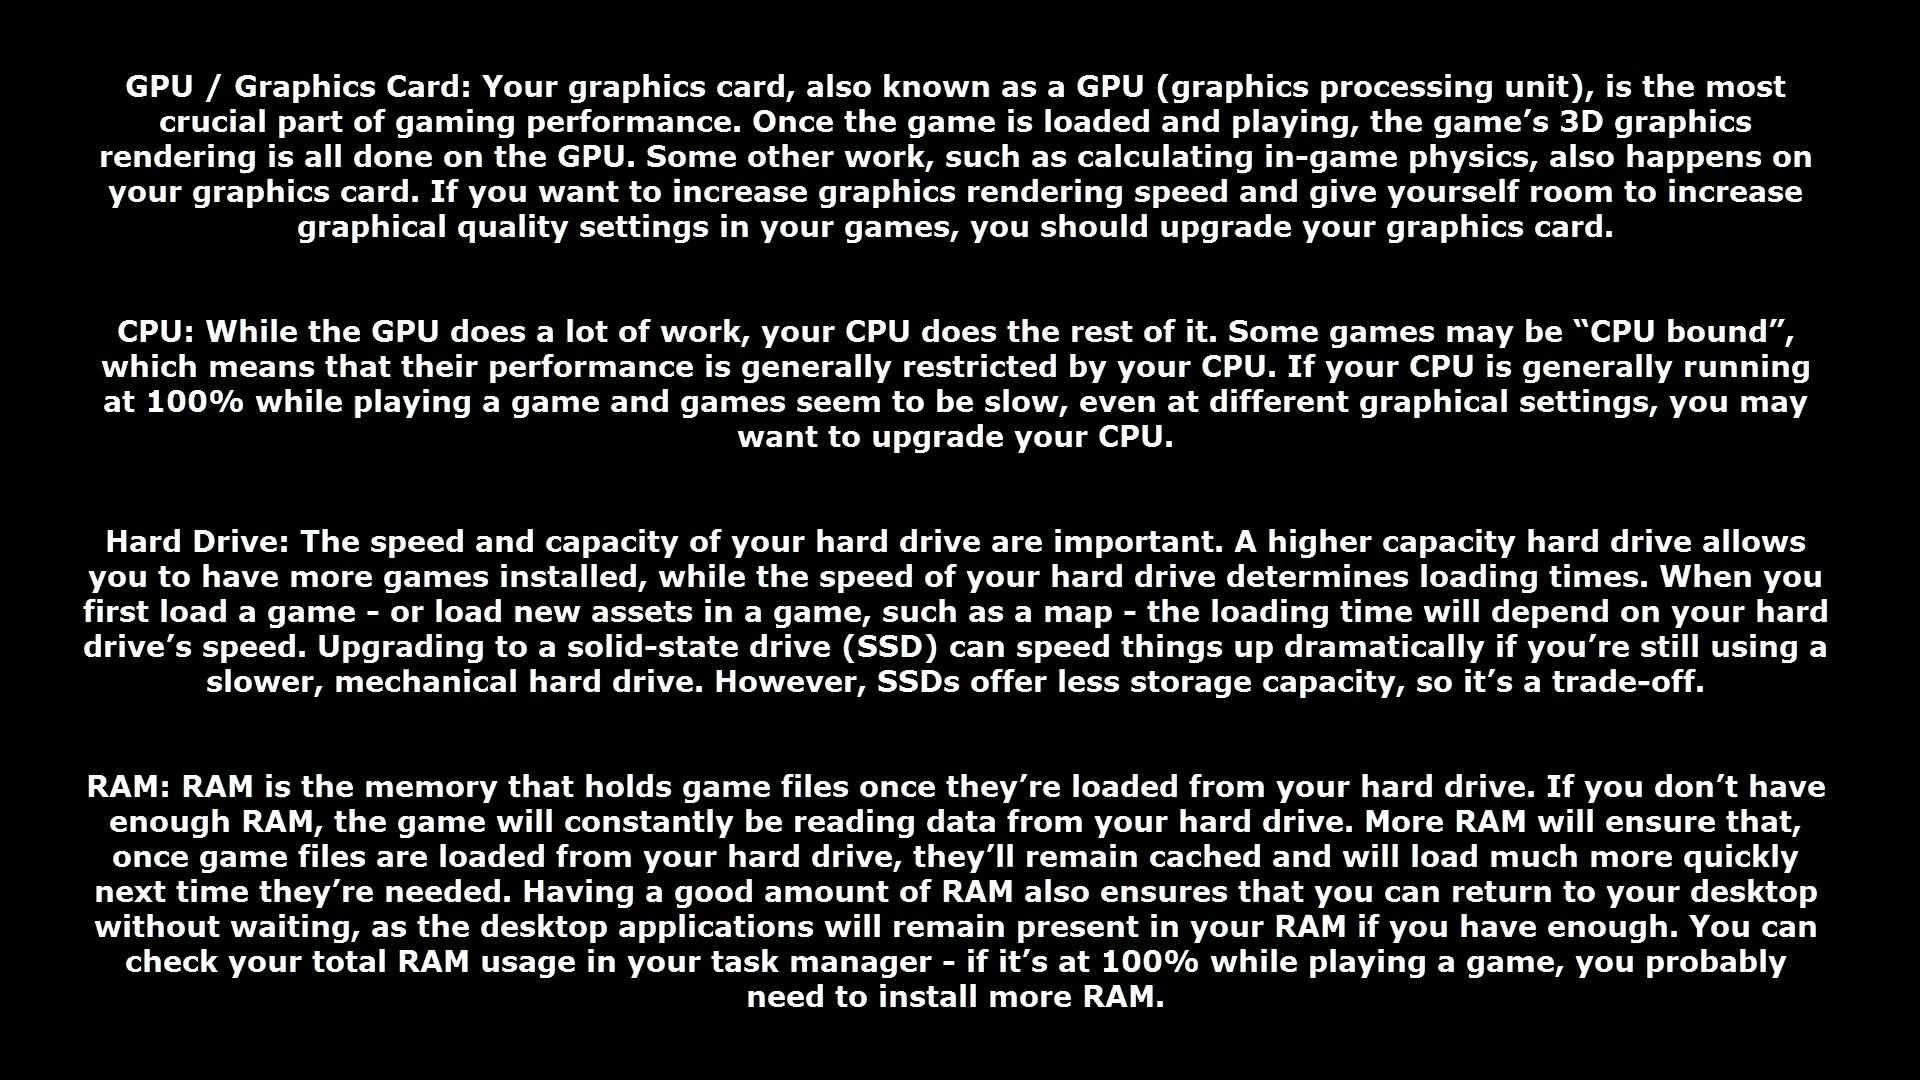 GPU / Graphics Card: Your graphics card, also known as a GPU (graphics processing unit), is the most
crucial part of gaming performance. Once the game is loaded and playing, the game’s 3D graphics
rendering is all done on the GPU. Some other work, such as calculating in-game physics, also happens on
your graphics card. If you want to increase graphics rendering speed and give yourself room to increase
graphical quality settings in your games, you should upgrade your graphics card.
CPU: While the GPU does a lot of work, your CPU does the rest of it. Some games may be “CPU bound”,
which means that their performance is generally restricted by your CPU. If your CPU is generally running
at 100% while playing a game and games seem to be slow, even at different graphical settings, you may
want to upgrade your CPU.
Hard Drive: The speed and capacity of your hard drive are important. A higher capacity hard drive allows
you to have more games installed, while the speed of your hard drive determines loading times. When you
first load a game - or load new assets in a game, such as a map - the loading time will depend on your hard
drive’s speed. Upgrading to a solid-state drive (SSD) can speed things up dramatically if you’re still using a
slower, mechanical hard drive. However, SSDs offer less storage capacity, so it’s a trade-off.
RAM: RAM is the memory that holds game files once they’re loaded from your hard drive. If you don’t have
enough RAM, the game will constantly be reading data from your hard drive. More RAM will ensure that,
once game files are loaded from your hard drive, they’ll remain cached and will load much more quickly
next time they’re needed. Having a good amount of RAM also ensures that you can return to your desktop
without waiting, as the desktop applications will remain present in your RAM if you have enough. You can
check your total RAM usage in your task manager - if it’s at 100% while playing a game, you probably
need to install more RAM.